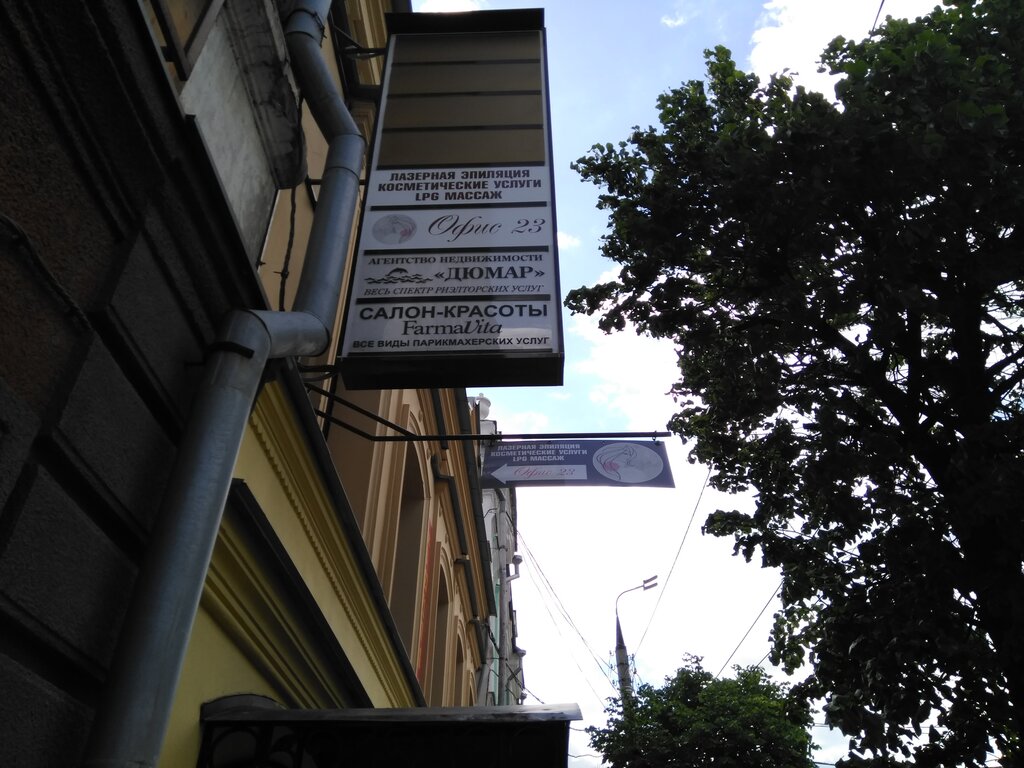 ЛАЗЕРНАЯ ЭПИЛЯЦИЯ
КОСМЕТИЧЕСКИЕ УСЛУГИ
LPG МАССАЖ
Офис 23
АГЕНТСТВО НЕДВИЖИМОСТИ
«ДЮМАР»
ВЕСЬ СПЕКТР РИЭЛТОРСКИХ УСЛУГ
САЛОН-КРАСОТЫ
FarmaVita
ВСЕ ВИДЫ ПАРИКМАХЕРСКИХ УСЛУГ
ЛАЗЕРНАЯ ЭПИЛЯЦИЯ
КОСМЕТИЧЕСКИЕ УСЛУГИ
LPG МАССАЖ
Офис 23